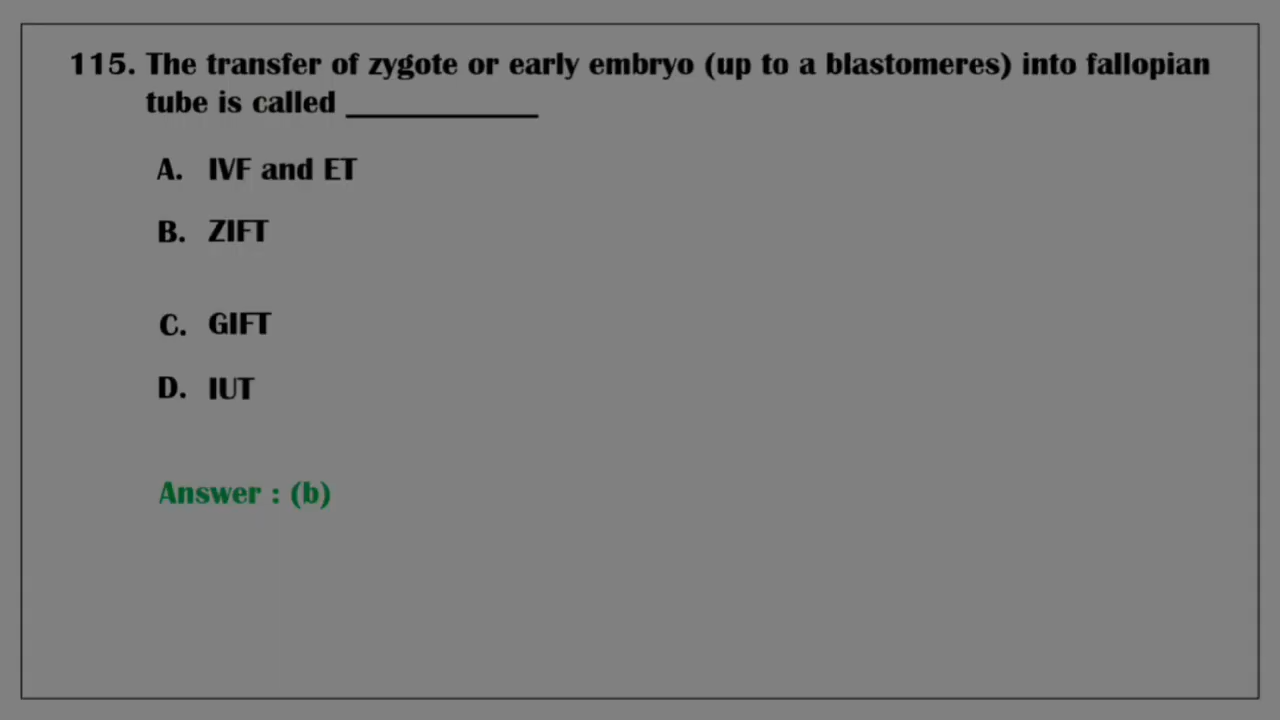 115. The transfer of zygote or early embryo (up to a blastomeres) into fallopian
tube is called ____________
A. IVF and ET
B. ZIFT
C. GIFT
D. IUT
Answer : (b)